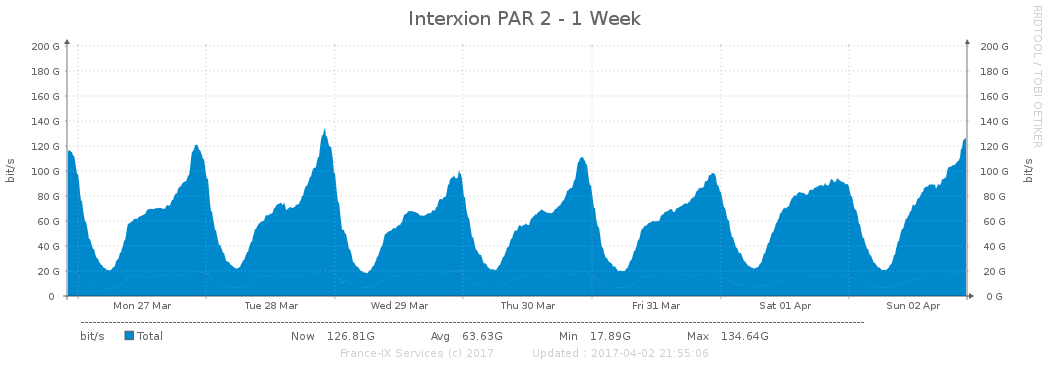 Interxion PAR 2 - 1 Week
RRDTOOL / TOBI OETIKER
bit/s
bit/s
200 G 200 G
180 G 180 G
160 G 160 G
140 G 140 G
120 G 120 G
100 G 100 G
80 G 80 G
60 G 60 G
40 G 40 G
20 G 20 G
0 0 G
Mon 27 Mar Tue 28 Mar Wed 29 Mar Thu 30 Mar Fri 31 Mar Sat 01 Apr Sun 02 Apr
bit/s Total Now 126.81G Avg 63.63G Min 17.89G Max 134.64G
France-IX Services (c) 2017 Updated : 2017-04-02 21:55:06